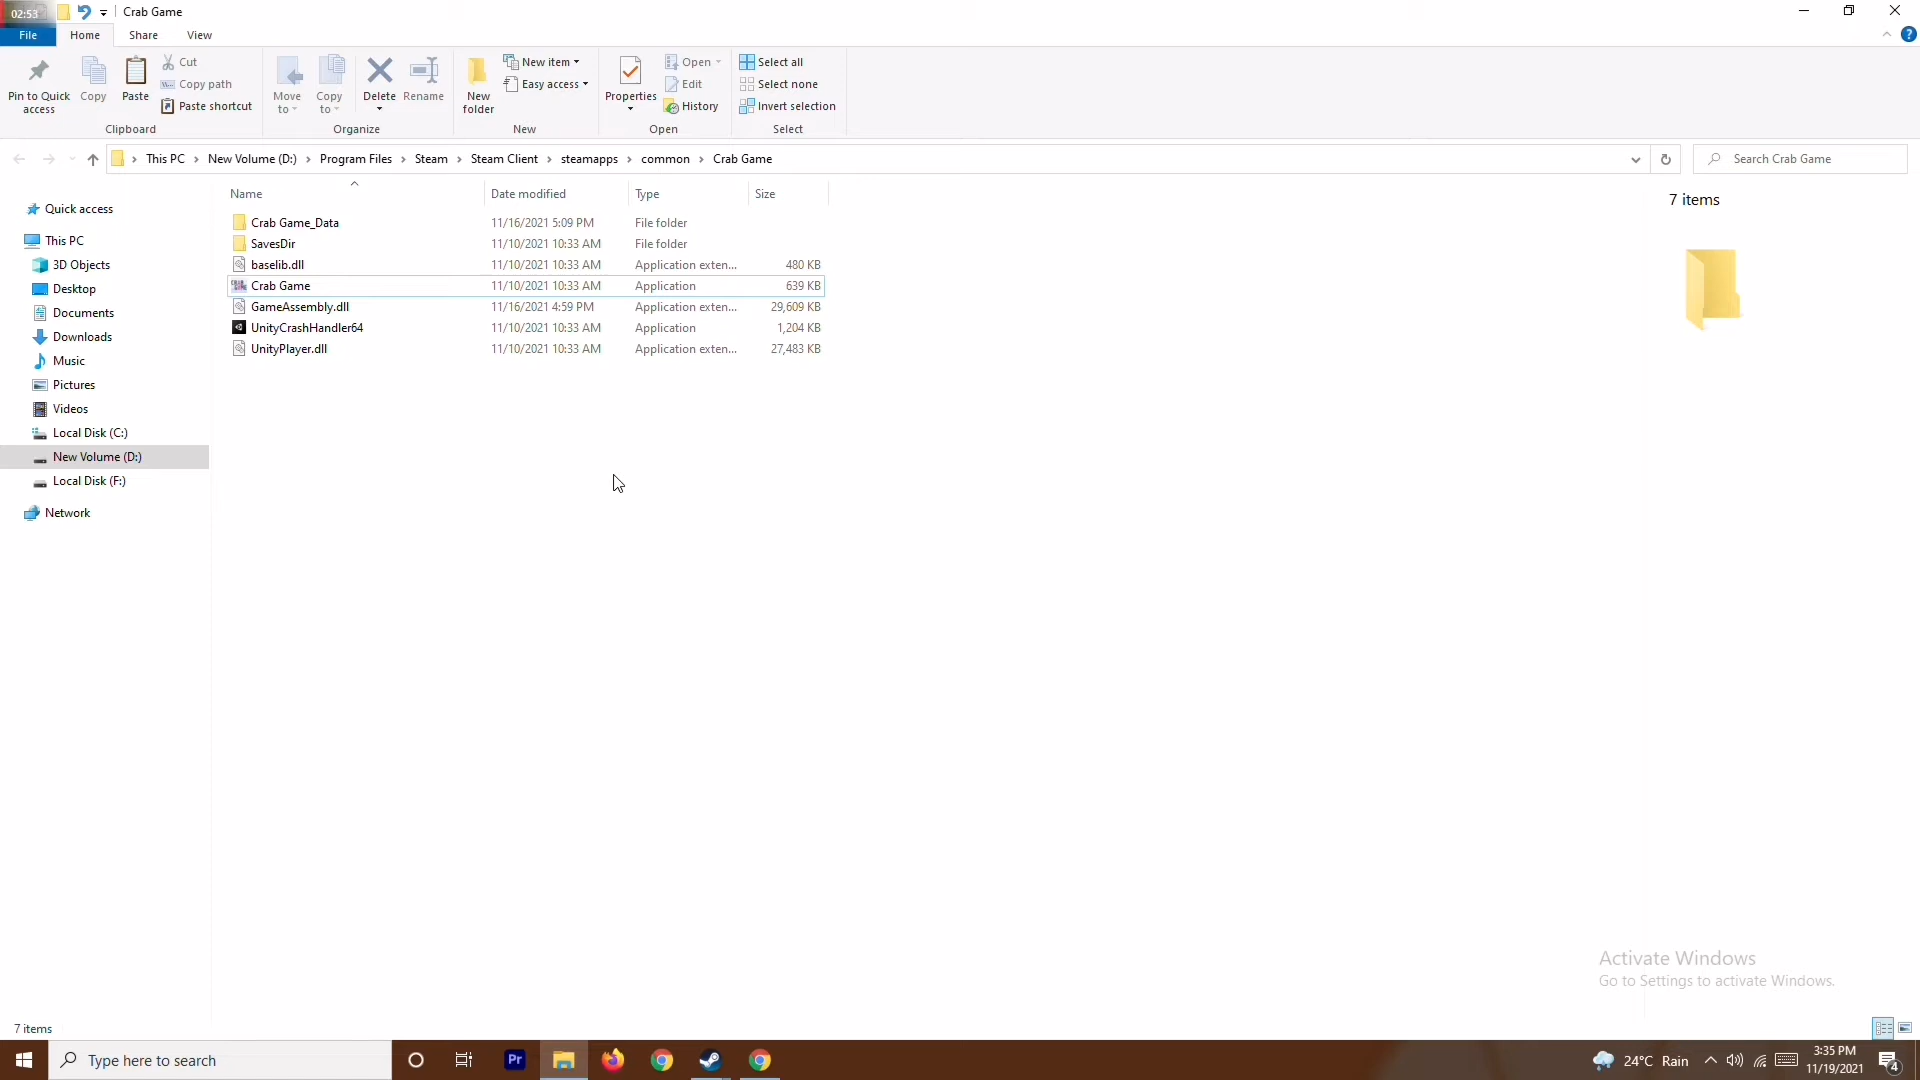 02:53
Crab Game
File Home Share View
Pin to Quick access
Copy
Paste
Cut
Copy path
Paste shortcut
Clipboard
Move to
Copy to
Delete
Rename
Organize
New folder
New item
Easy access
New
Properties
Open
Edit
History
Open
Select all
Select none
Invert selection
Select
This PC New Volume (D:) Program Files Steam Steam Client steamapps common Crab Game
Search Crab Game
Quick access
This PC
3D Objects
Desktop
Documents
Downloads
Music
Pictures
Videos
Local Disk (C:)
New Volume (D:)
Local Disk (F:)
Network
Name Date modified Type Size
Crab Game_Data 11/16/2021 5:09 PM File folder
SavesDir 11/10/2021 10:33 AM File folder
baselib.dll 11/10/2021 10:33 AM Application exten... 480 KB
Crab Game 11/10/2021 10:33 AM Application 639 KB
GameAssembly.dll 11/16/2021 4:59 PM Application exten... 29,609 KB
UnityCrashHandler64 11/10/2021 10:33 AM Application 1,204 KB
UnityPlayer.dll 11/10/2021 10:33 AM Application exten... 27,483 KB
7 items
Activate Windows
Go to Settings to activate Windows.
7 items
Type here to search
Pr
24°C Rain
3:35 PM
11/19/2021
4